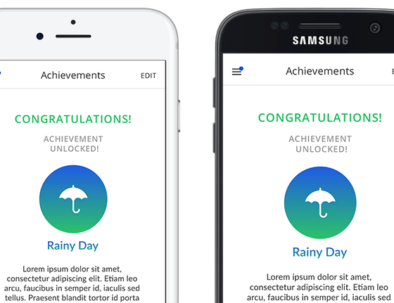 Achievements EDIT
CONGRATULATIONS!
ACHIEVEMENT
UNLOCKED!
Rainy Day
Lorem ipsum dolor sit amet,
consectetur adipiscing elit. Etiam leo
arcu, faucibus in semper id, iaculis sed
tellus. Praesent blandit tortor id porta
SAMSUNG
Achievements E
CONGRATULATIONS!
ACHIEVEMENT
UNLOCKED!
Rainy Day
Lorem ipsum dolor sit amet,
consectetur adipiscing elit. Etiam leo
arcu, faucibus in semper id, iaculis sed